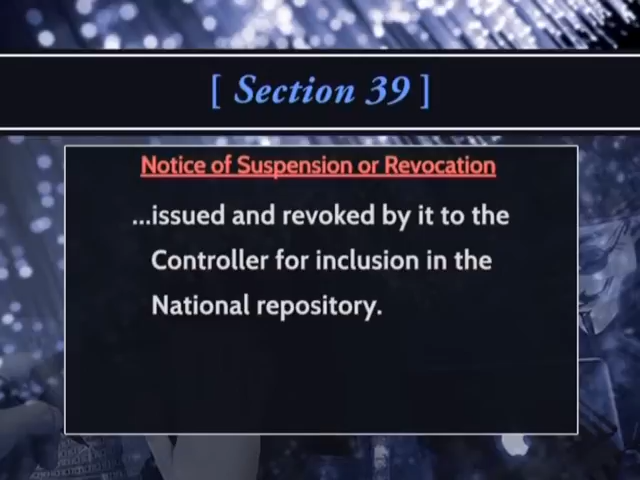 [ Section 39 ]
Notice of Suspension or Revocation
...issued and revoked by it to the
Controller for inclusion in the
National repository.